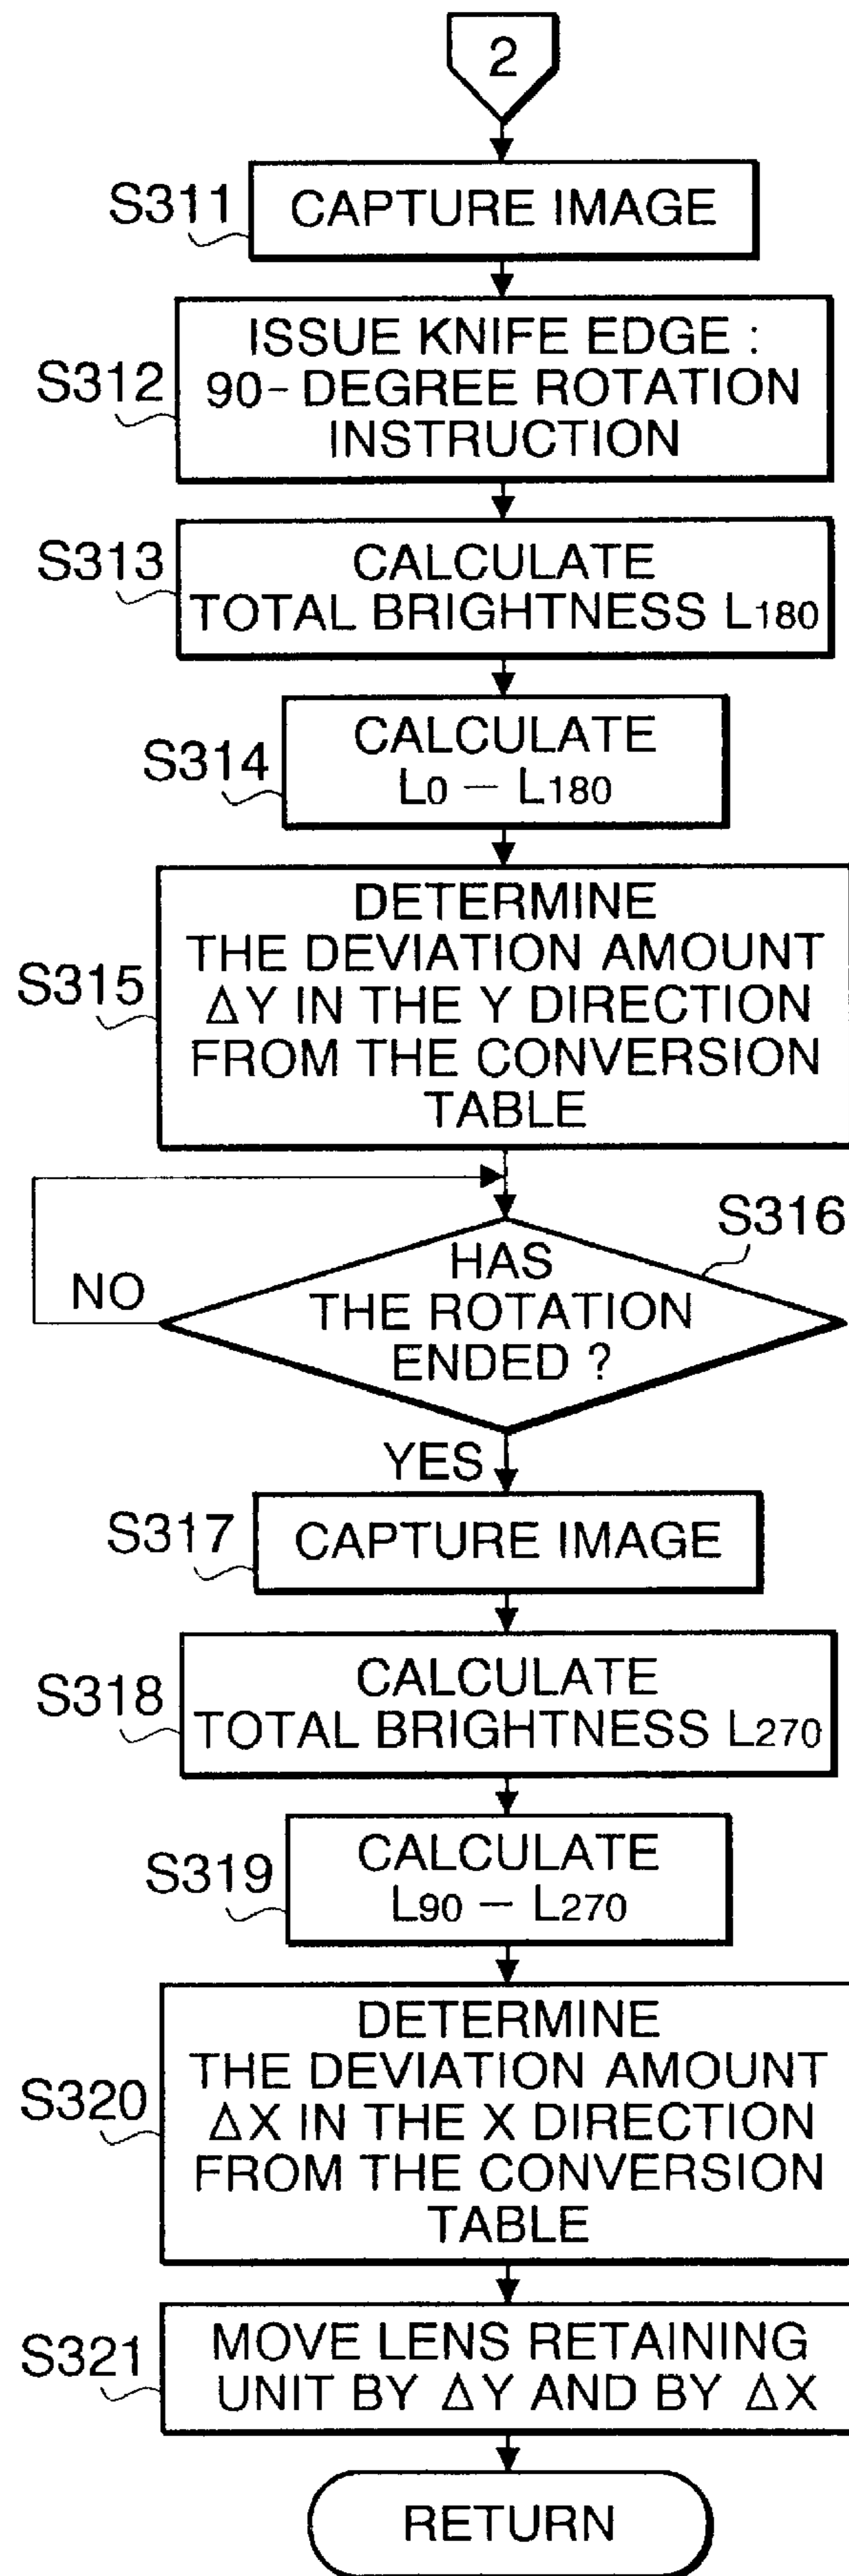 2
S311
CAPTURE IMAGE
S312
ISSUE KNIFE EDGE :
90- DEGREE ROTATION
INSTRUCTION
S313
CALCULATE
TOTAL BRIGHTNESS L180
S314
CALCULATE
L0 − L180
S315
DETERMINE
THE DEVIATION AMOUNT
ΔY IN THE Y DIRECTION
FROM THE CONVERSION
TABLE
S316
HAS
THE ROTATION
ENDED ?
NO
YES
S317
CAPTURE IMAGE
S318
CALCULATE
TOTAL BRIGHTNESS L270
S319
CALCULATE
L90 − L270
S320
DETERMINE
THE DEVIATION AMOUNT
ΔX IN THE X DIRECTION
FROM THE CONVERSION
TABLE
S321
MOVE LENS RETAINING
UNIT BY ΔY AND BY ΔX
RETURN